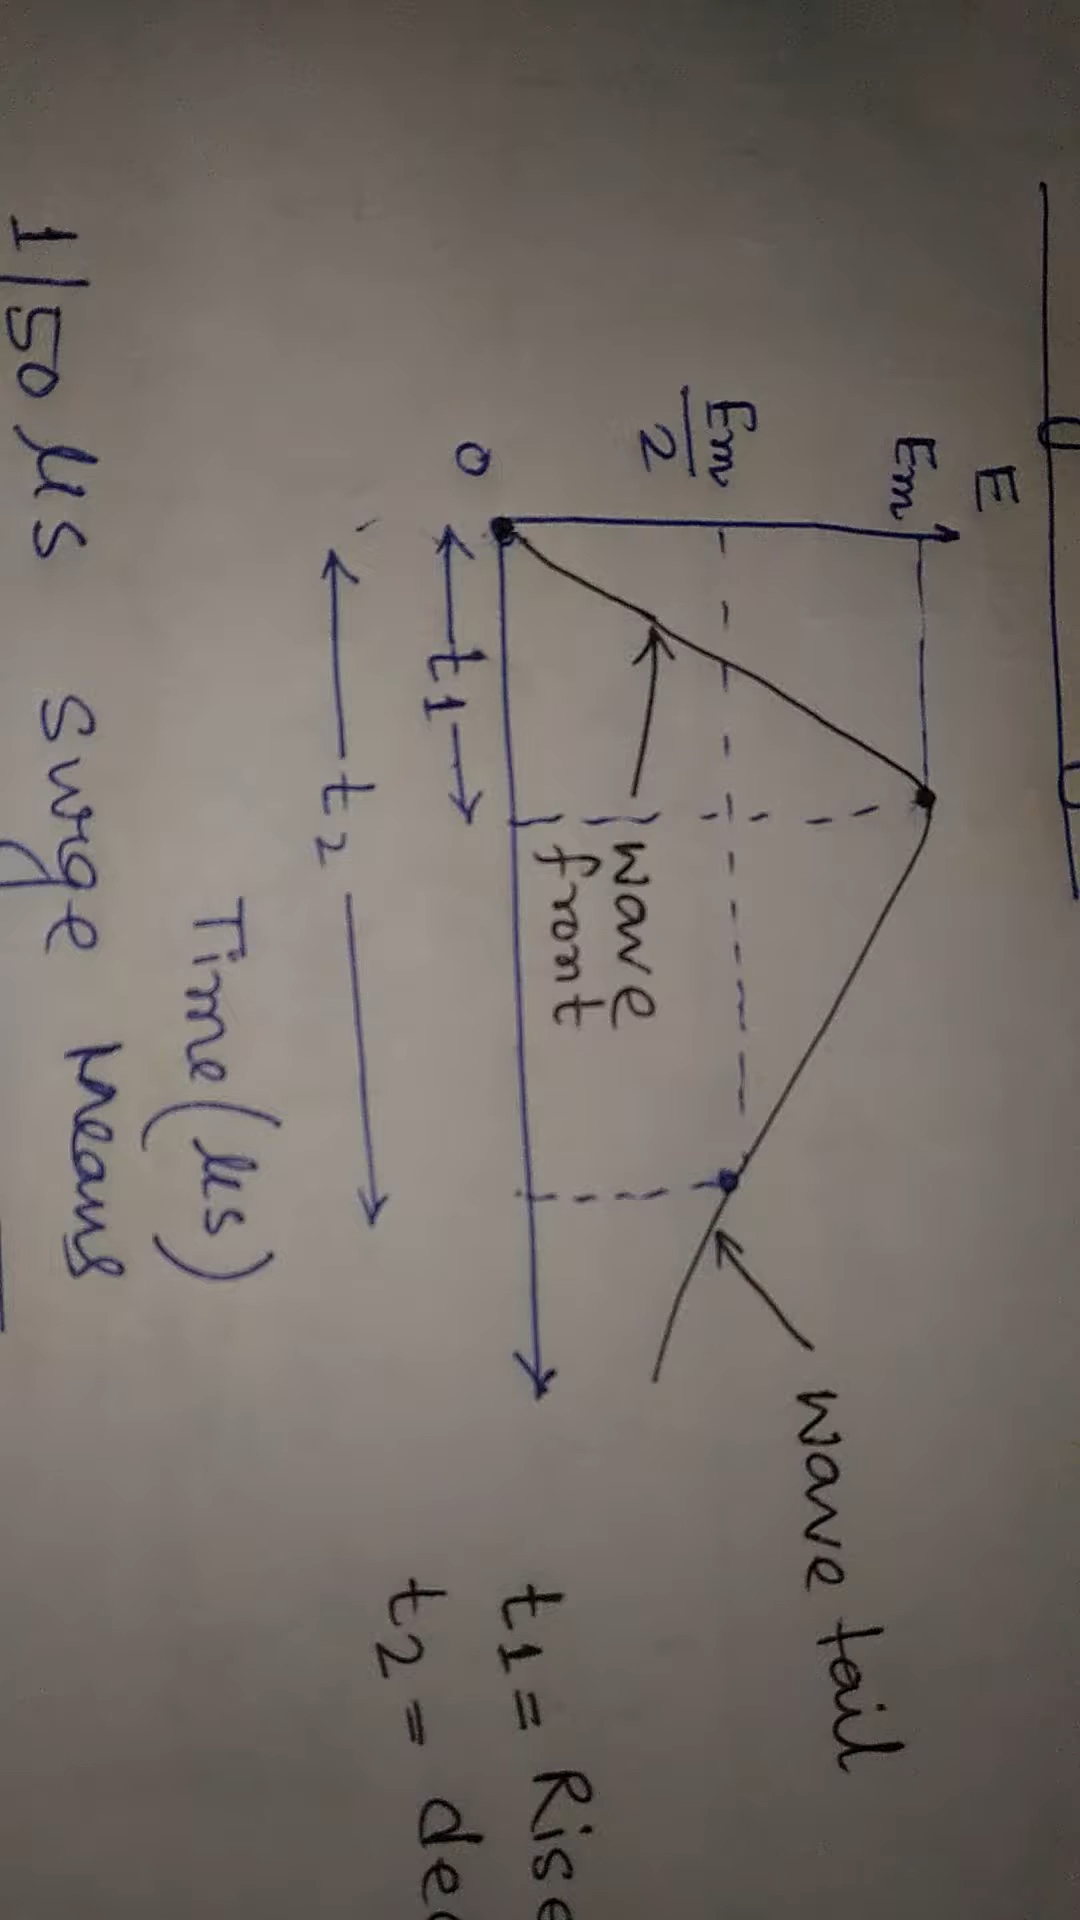 E
Em
Em
2
0
wave
front
wave tail
t1
t2
Time (μs)
t1 = Rise
t2 =
1/50 μs surge means